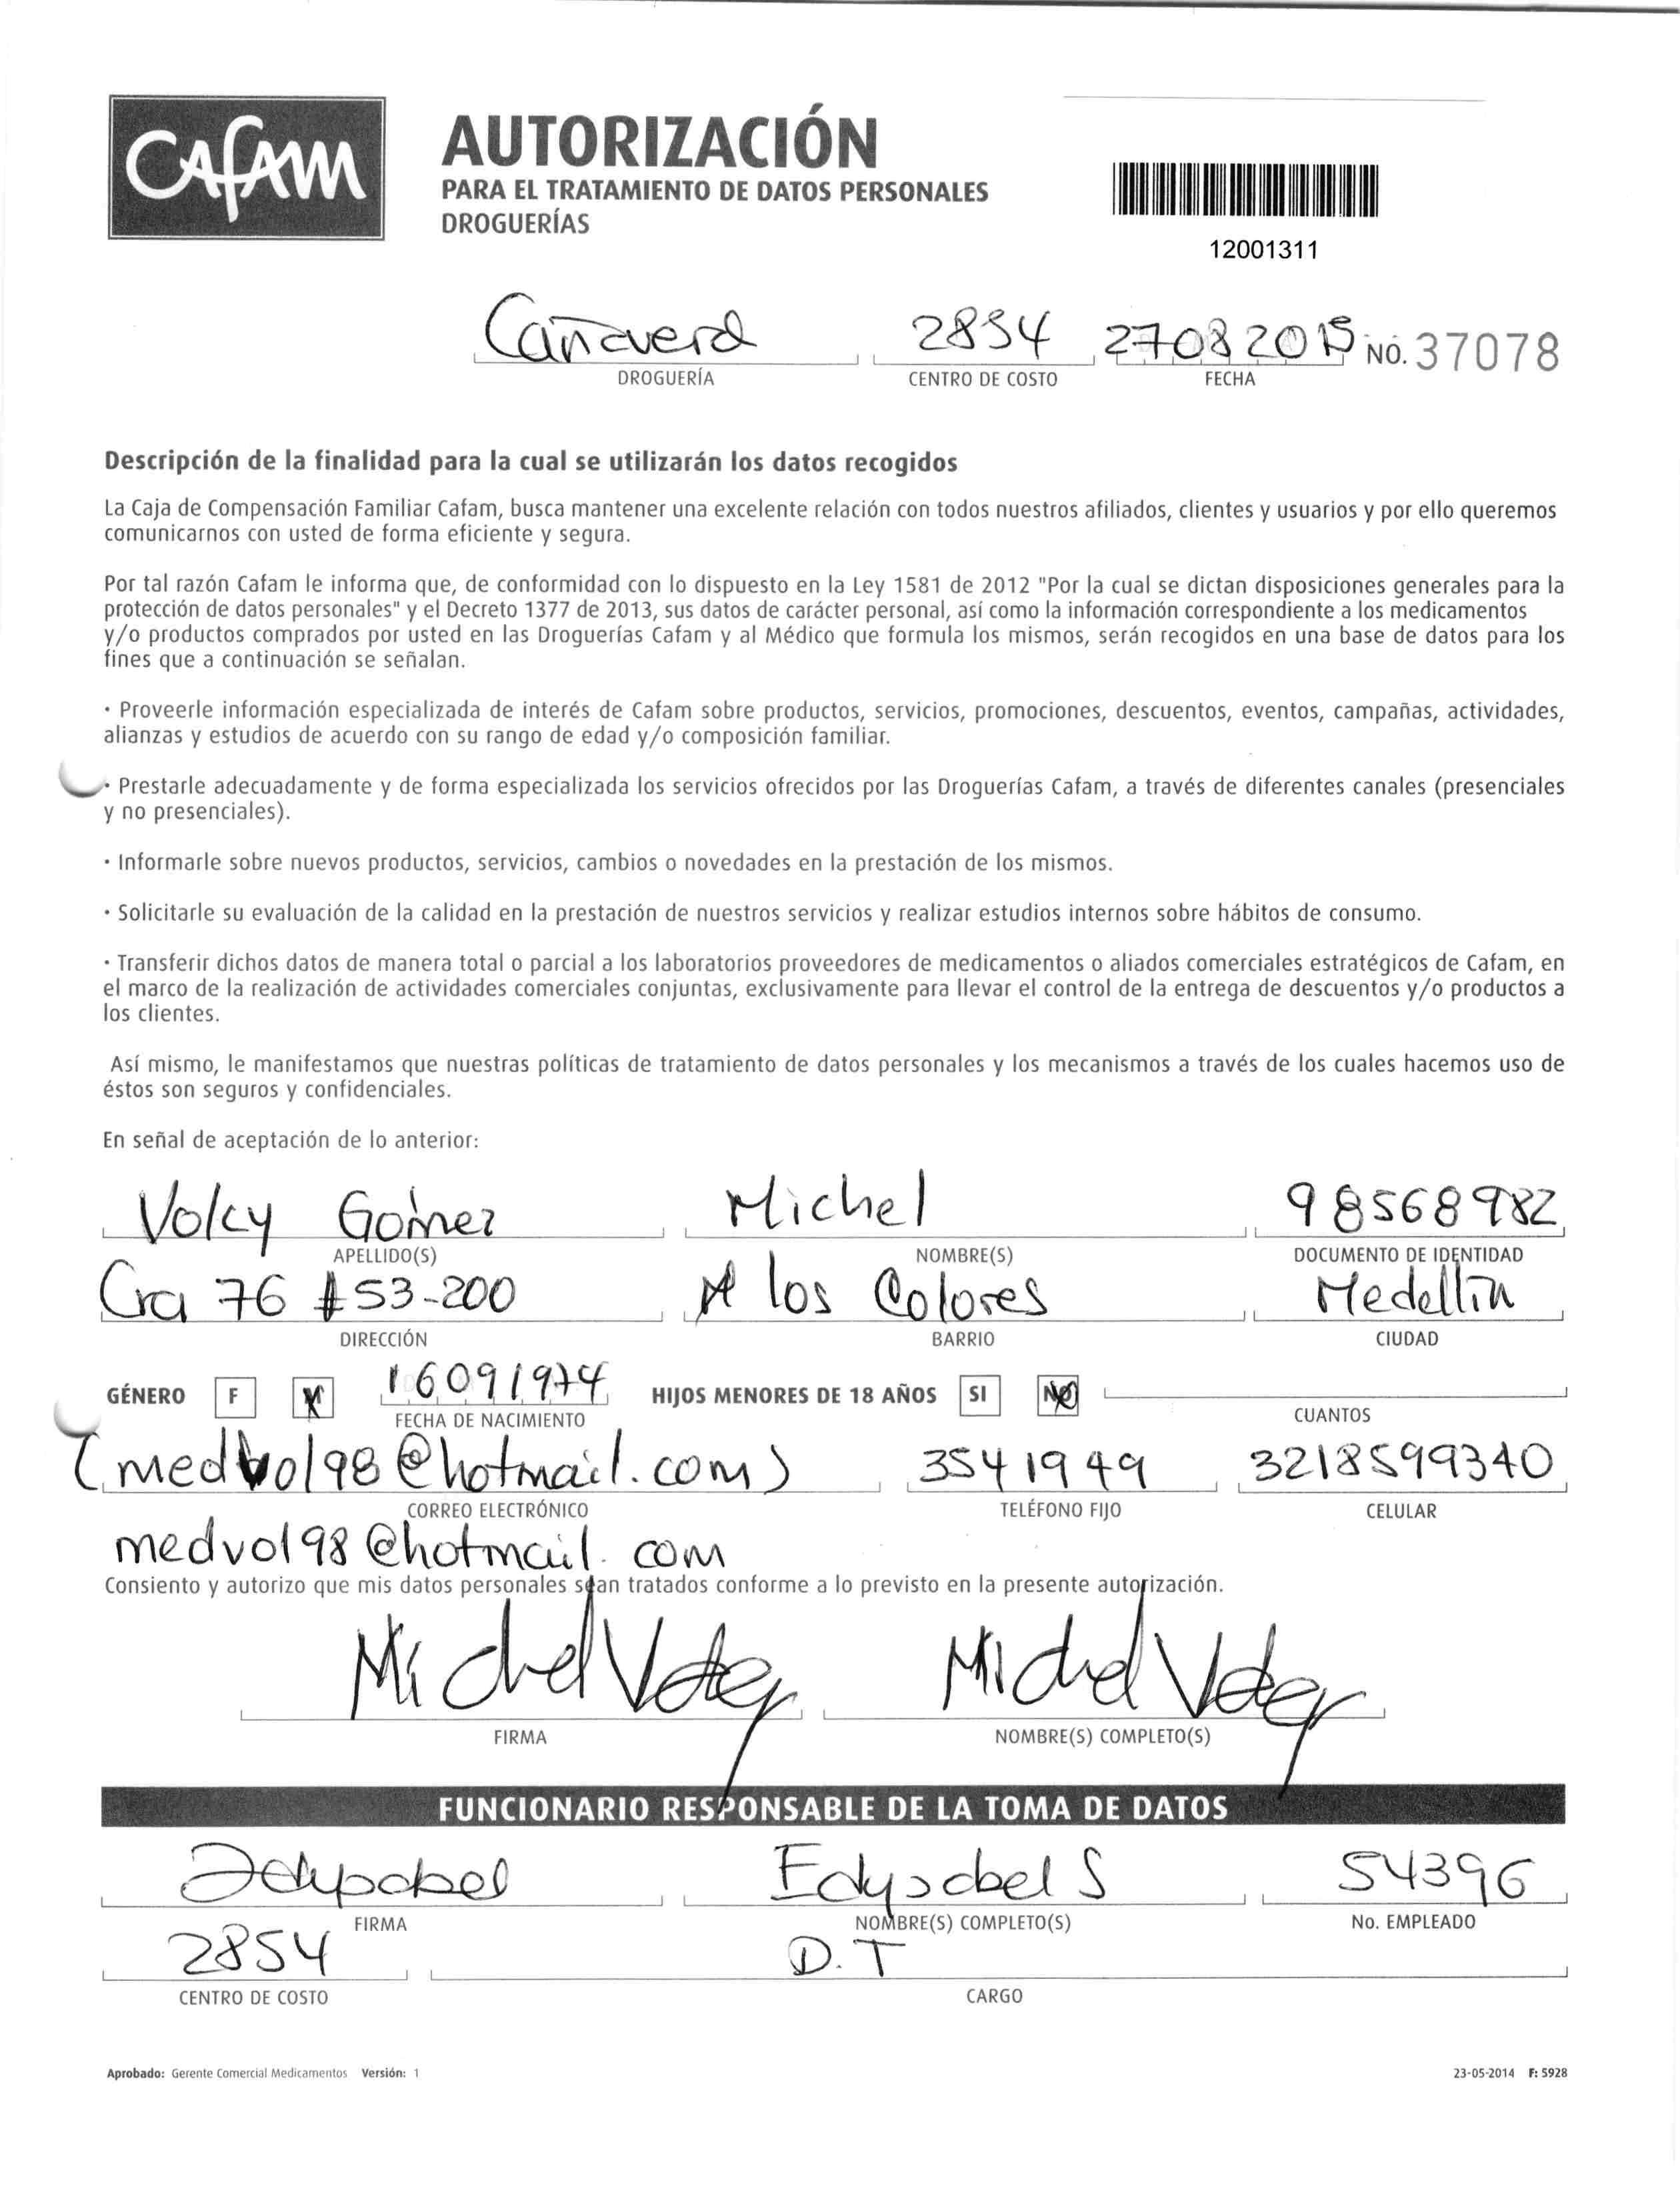 CAFAM
AUTORIZACIÓN
PARA EL TRATAMIENTO DE DATOS PERSONALES
DROGUERÍAS
12001311
Cañaveral 2854 27082015 NO. 37078
DROGUERÍA CENTRO DE COSTO FECHA
Descripción de la finalidad para la cual se utilizarán los datos recogidos
La Caja de Compensación Familiar Cafam, busca mantener una excelente relación con todos nuestros afiliados, clientes y usuarios y por ello queremos
comunicarnos con usted de forma eficiente y segura.
Por tal razón Cafam le informa que, de conformidad con lo dispuesto en la Ley 1581 de 2012 "Por la cual se dictan disposiciones generales para la
protección de datos personales" y el Decreto 1377 de 2013, sus datos de carácter personal, así como la información correspondiente a los medicamentos
y/o productos comprados por usted en las Droguerías Cafam y al Médico que formula los mismos, serán recogidos en una base de datos para los
fines que a continuación se señalan.
· Proveerle información especializada de interés de Cafam sobre productos, servicios, promociones, descuentos, eventos, campañas, actividades,
alianzas y estudios de acuerdo con su rango de edad y/o composición familiar.
· Prestarle adecuadamente y de forma especializada los servicios ofrecidos por las Droguerías Cafam, a través de diferentes canales (presenciales
y no presenciales).
· Informarle sobre nuevos productos, servicios, cambios o novedades en la prestación de los mismos.
· Solicitarle su evaluación de la calidad en la prestación de nuestros servicios y realizar estudios internos sobre hábitos de consumo.
· Transferir dichos datos de manera total o parcial a los laboratorios proveedores de medicamentos o aliados comerciales estratégicos de Cafam, en
el marco de la realización de actividades comerciales conjuntas, exclusivamente para llevar el control de la entrega de descuentos y/o productos a
los clientes.
Así mismo, le manifestamos que nuestras políticas de tratamiento de datos personales y los mecanismos a través de los cuales hacemos uso de
éstos son seguros y confidenciales.
En señal de aceptación de lo anterior:
Volcy Gómez Michel 98568982
APELLIDO(S) NOMBRE(S) DOCUMENTO DE IDENTIDAD
Cra 76 #53-200 los Colores Medellín
DIRECCIÓN BARRIO CIUDAD
GÉNERO F M 16091974 HIJOS MENORES DE 18 AÑOS SI NO
FECHA DE NACIMIENTO CUANTOS
(medvol98@hotmail.com) 3541949 3218599340
CORREO ELECTRÓNICO TELÉFONO FIJO CELULAR
medvol98@hotmail.com
Consiento y autorizo que mis datos personales sean tratados conforme a lo previsto en la presente autorización.
Michel Volcy Michel Volcy
FIRMA NOMBRE(S) COMPLETO(S)
FUNCIONARIO RESPONSABLE DE LA TOMA DE DATOS
Edysabel Edysabel S 54396
FIRMA NOMBRE(S) COMPLETO(S) No. EMPLEADO
2854 D.T
CENTRO DE COSTO CARGO
Aprobado: Gerente Comercial Medicamentos Versión: 1 23-05-2014 F: 5928